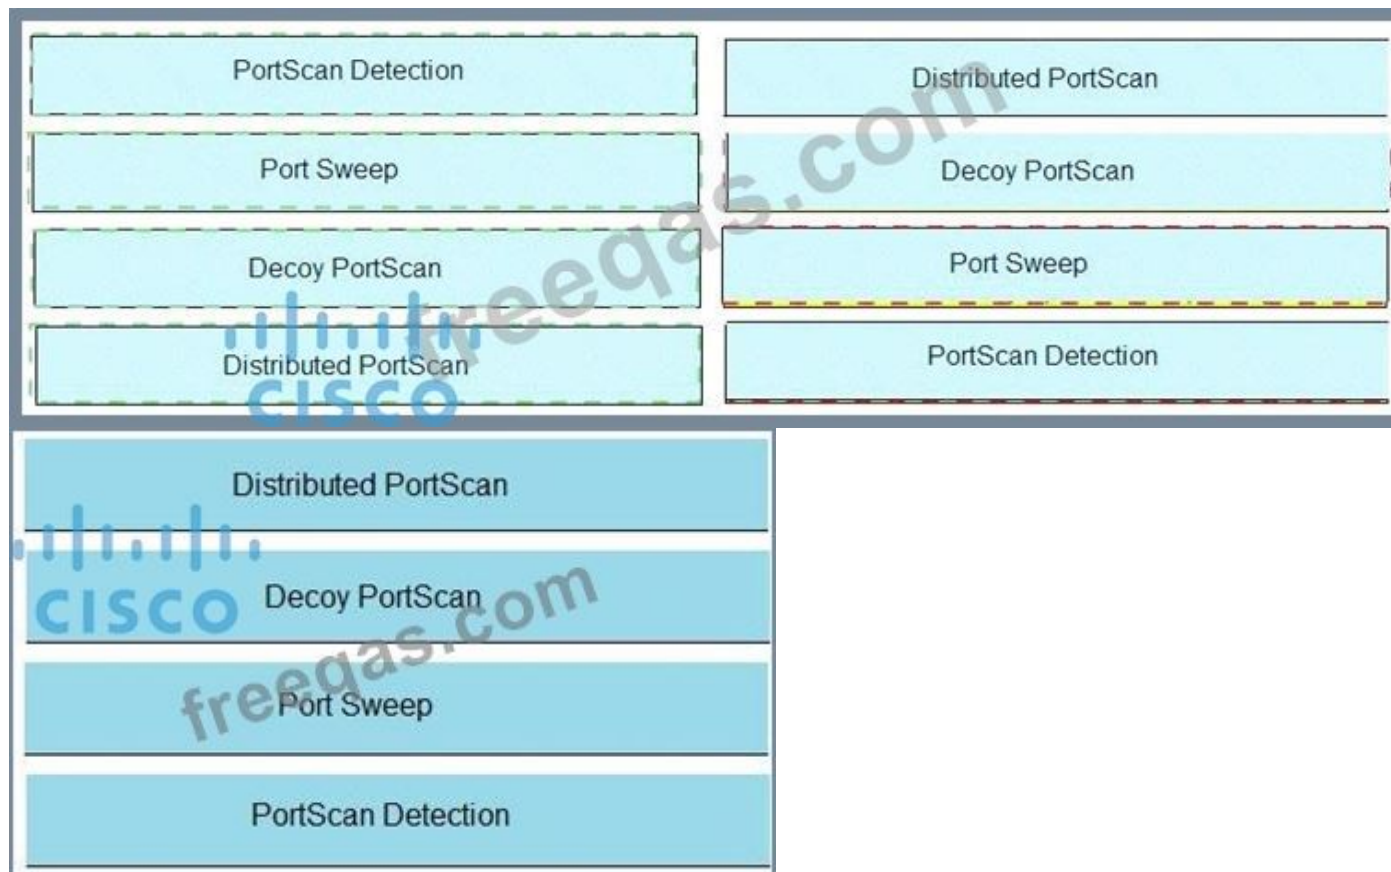 PortScan Detection
Distributed PortScan
Port Sweep
Decoy PortScan
Decoy PortScan
Port Sweep
Distributed PortScan
PortScan Detection
freeqas.com
CISCO
Distributed PortScan
Decoy PortScan
Port Sweep
PortScan Detection
CISCO
freeqas.com